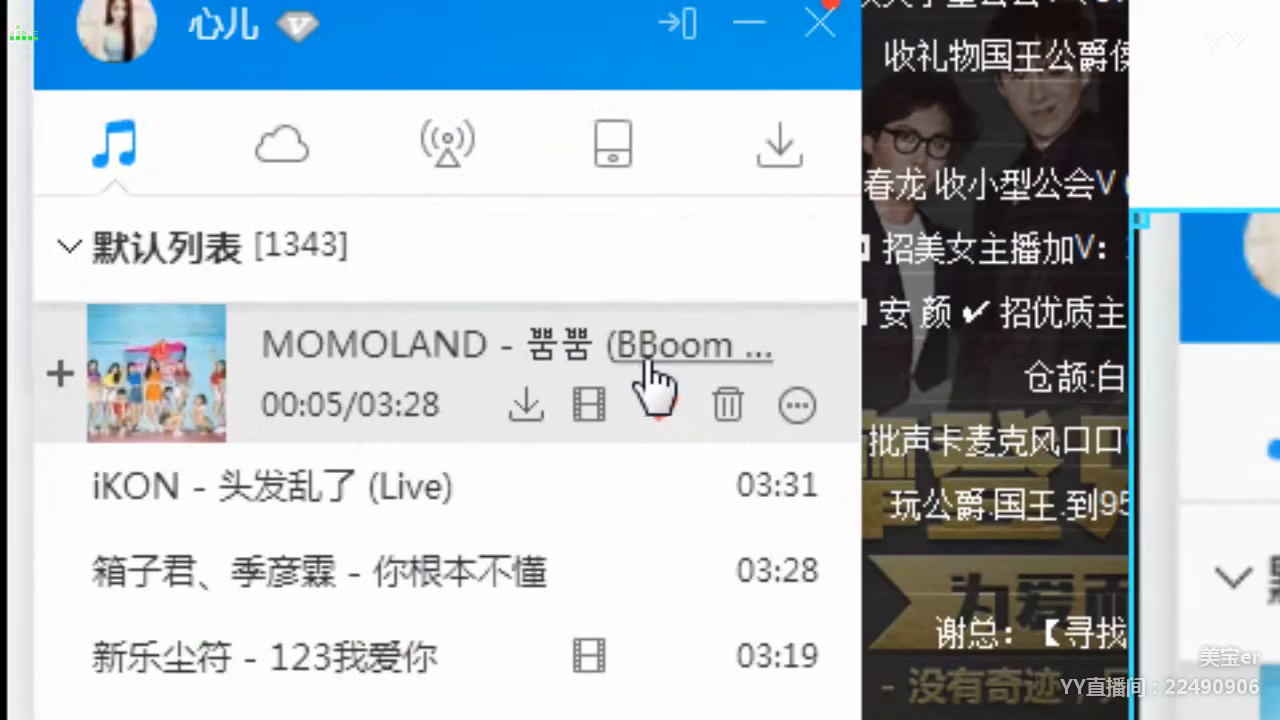 心儿
默认列表 [1343]
MOMOLAND - 뿜뿜 (BBoom ...
00:05/03:28
iKON - 头发乱了 (Live) 03:31
箱子君、季彦霖 - 你根本不懂 03:28
新乐尘符 - 123我爱你 03:19
收礼物国王公爵
春龙 收小型公会V
招美女主播加V：
安 颜 ✔ 招优质主
仓颉:白
批声卡麦克风口口
玩公爵.国王.到95
为爱而
谢总：【寻找
- 没有奇迹，只
美宝er
YY直播间：22490906